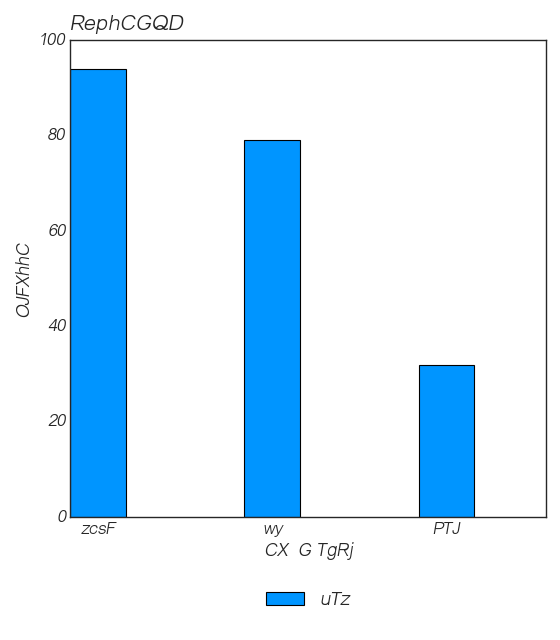 RephCGQD
100
80
60
40
20
0
OJFXhhC
zcsF wy PTJ
CX G TgRj
uTz